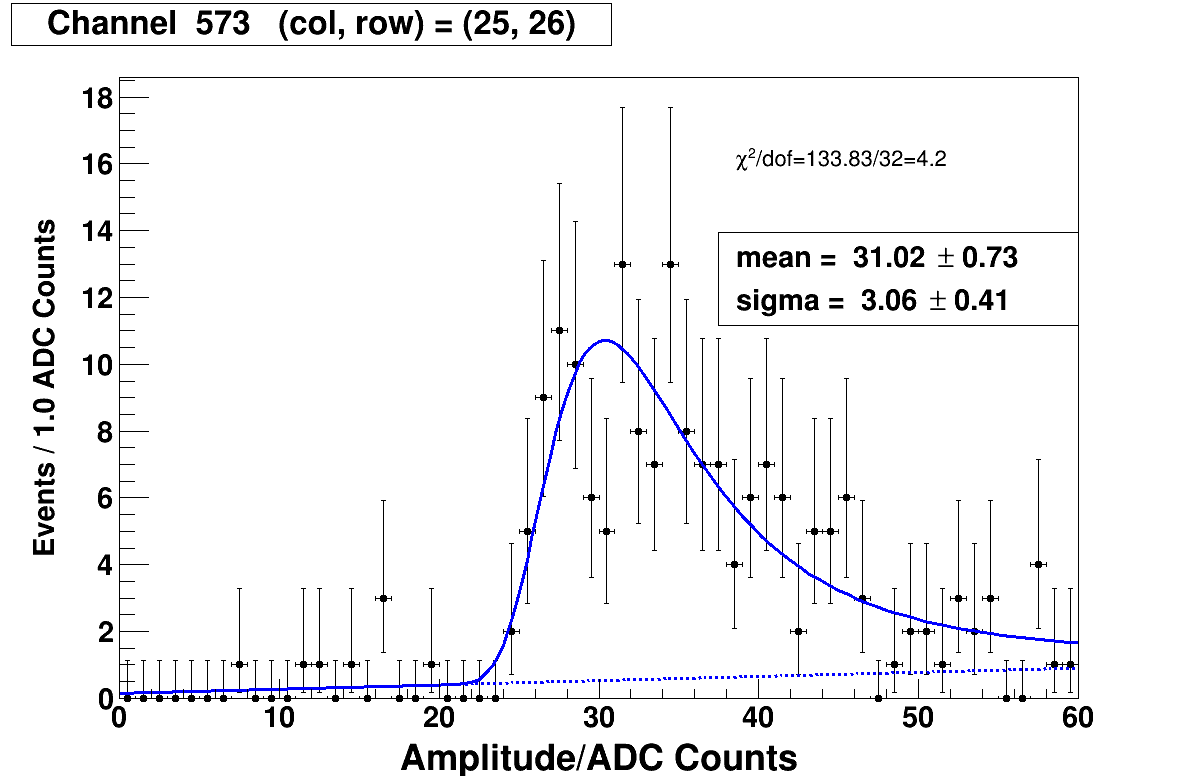 Channel 573 (col, row) = (25, 26)
18
16
14
12
10
8
6
4
2
0
Events / 1.0 ADC Counts
χ²/dof=133.83/32=4.2
mean = 31.02 ± 0.73
sigma = 3.06 ± 0.41
0 10 20 30 40 50 60
Amplitude/ADC Counts